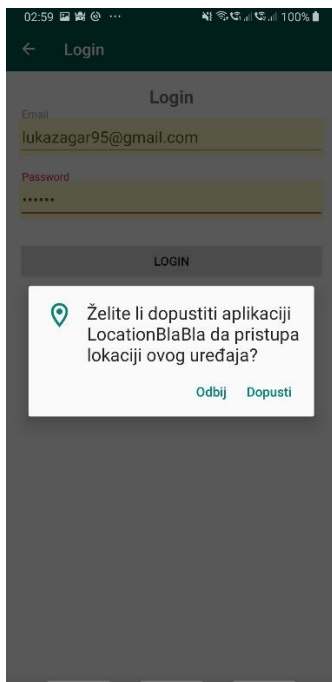 02:59 100%
Login
Login
Email
lukazagar95@gmail.com
Password
••••••
LOGIN
Želite li dopustiti aplikaciji
LocationBlaBla da pristupa
lokaciji ovog uređaja?
Odbij Dopusti